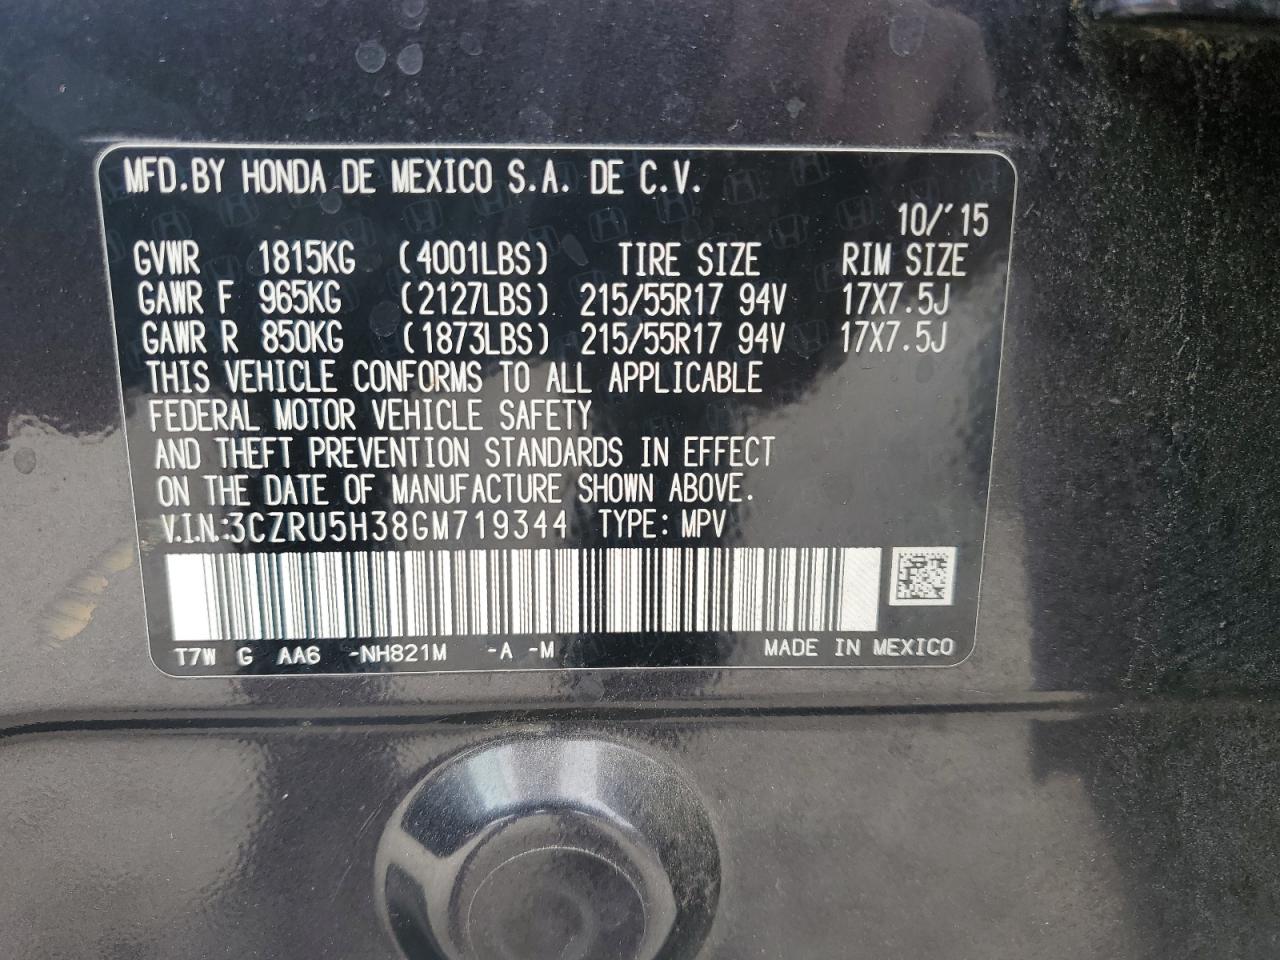 MFD.BY HONDA DE MEXICO S.A. DE C.V.
10/'15
GVWR 1815KG (4001LBS) TIRE SIZE RIM SIZE
GAWR F 965KG (2127LBS) 215/55R17 94V 17X7.5J
GAWR R 850KG (1873LBS) 215/55R17 94V 17X7.5J
THIS VEHICLE CONFORMS TO ALL APPLICABLE
FEDERAL MOTOR VEHICLE SAFETY
AND THEFT PREVENTION STANDARDS IN EFFECT
ON THE DATE OF MANUFACTURE SHOWN ABOVE.
V.I.N.:3CZRU5H38GM719344 TYPE: MPV
T7W G AA6 -NH821M -A -M MADE IN MEXICO